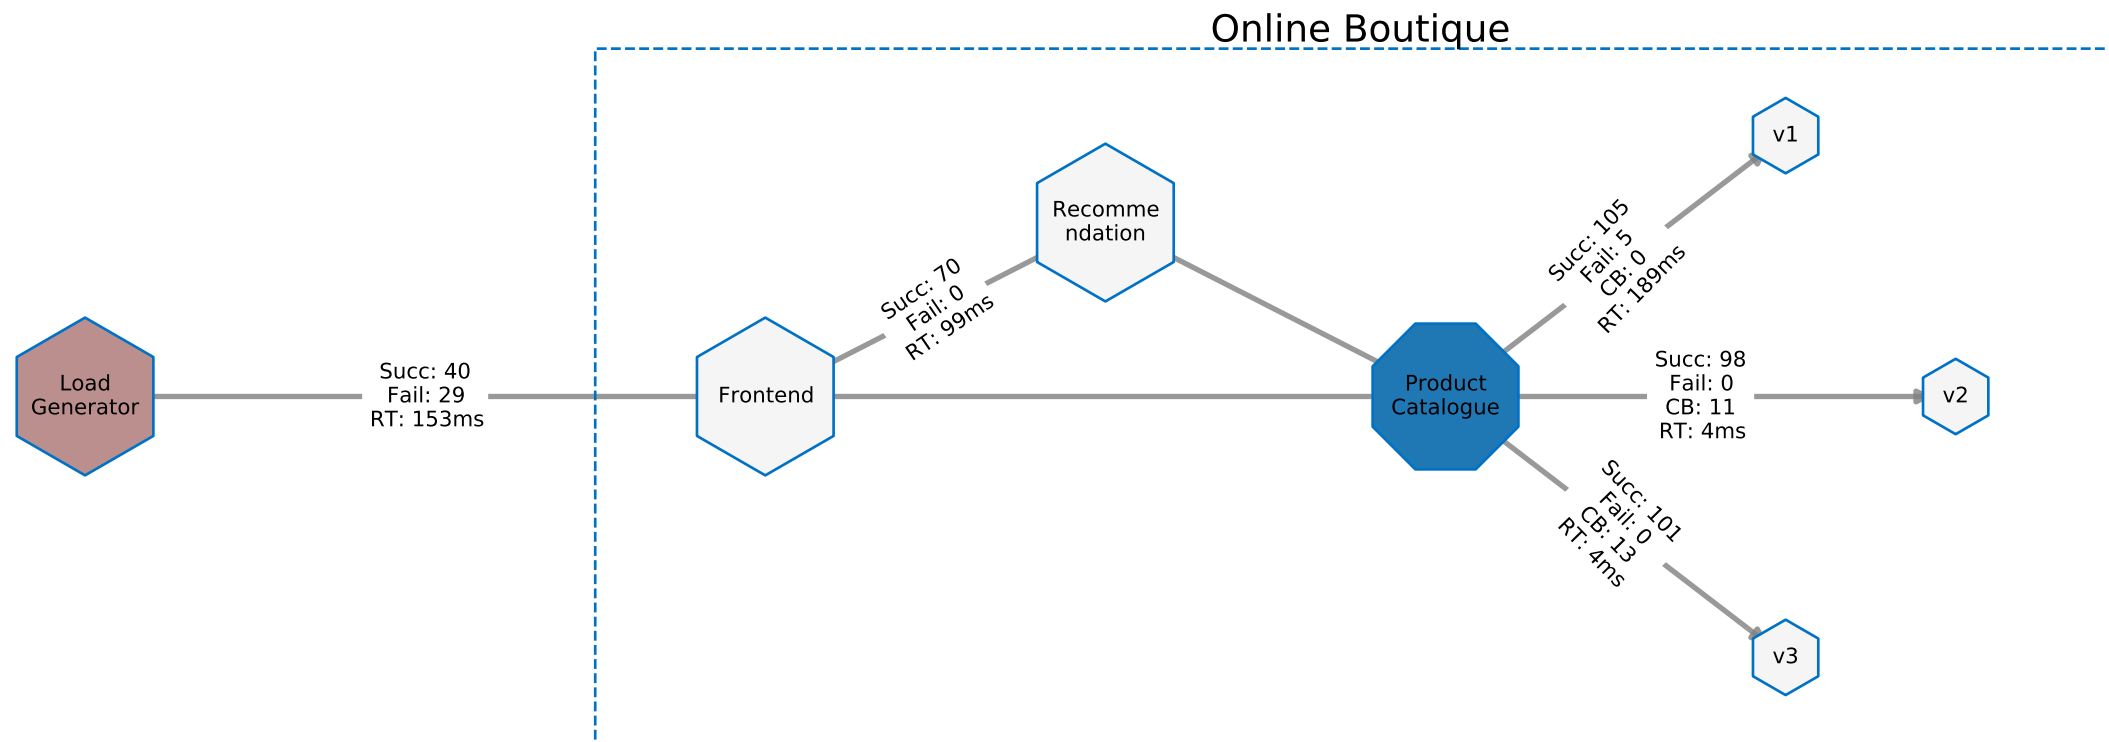 Online Boutique
Load
Generator
Succ: 40
Fail: 29
RT: 153ms
Frontend
Succ: 70
Fail: 0
RT: 99ms
Recomme
ndation
Product
Catalogue
Succ: 105
Fail: 5
CB: 0
RT: 189ms
v1
Succ: 98
Fail: 0
CB: 11
RT: 4ms
v2
Succ: 101
Fail: 0
CB: 13
RT: 4ms
v3